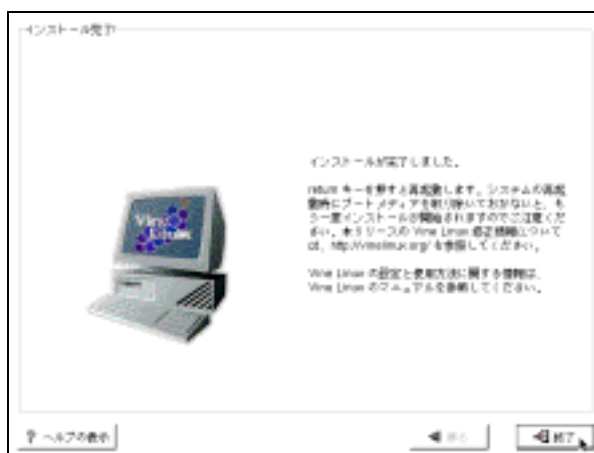 インストール完了
インストールが完了しました。
return キーを押すと再起動します。システムの再起
動時にブートメディアを取り除いておかないと、も
う一度インストールが開始されますのでご注意くだ
さい。本リリースの Vine Linux 修正情報について
は、http://vinelinux.org/ を参照してください。
Vine Linux の設定と使用方法に関する情報は、
Vine Linux のマニュアルを参照してください。
Vine
Linux
ヘルプの表示
戻る
終了